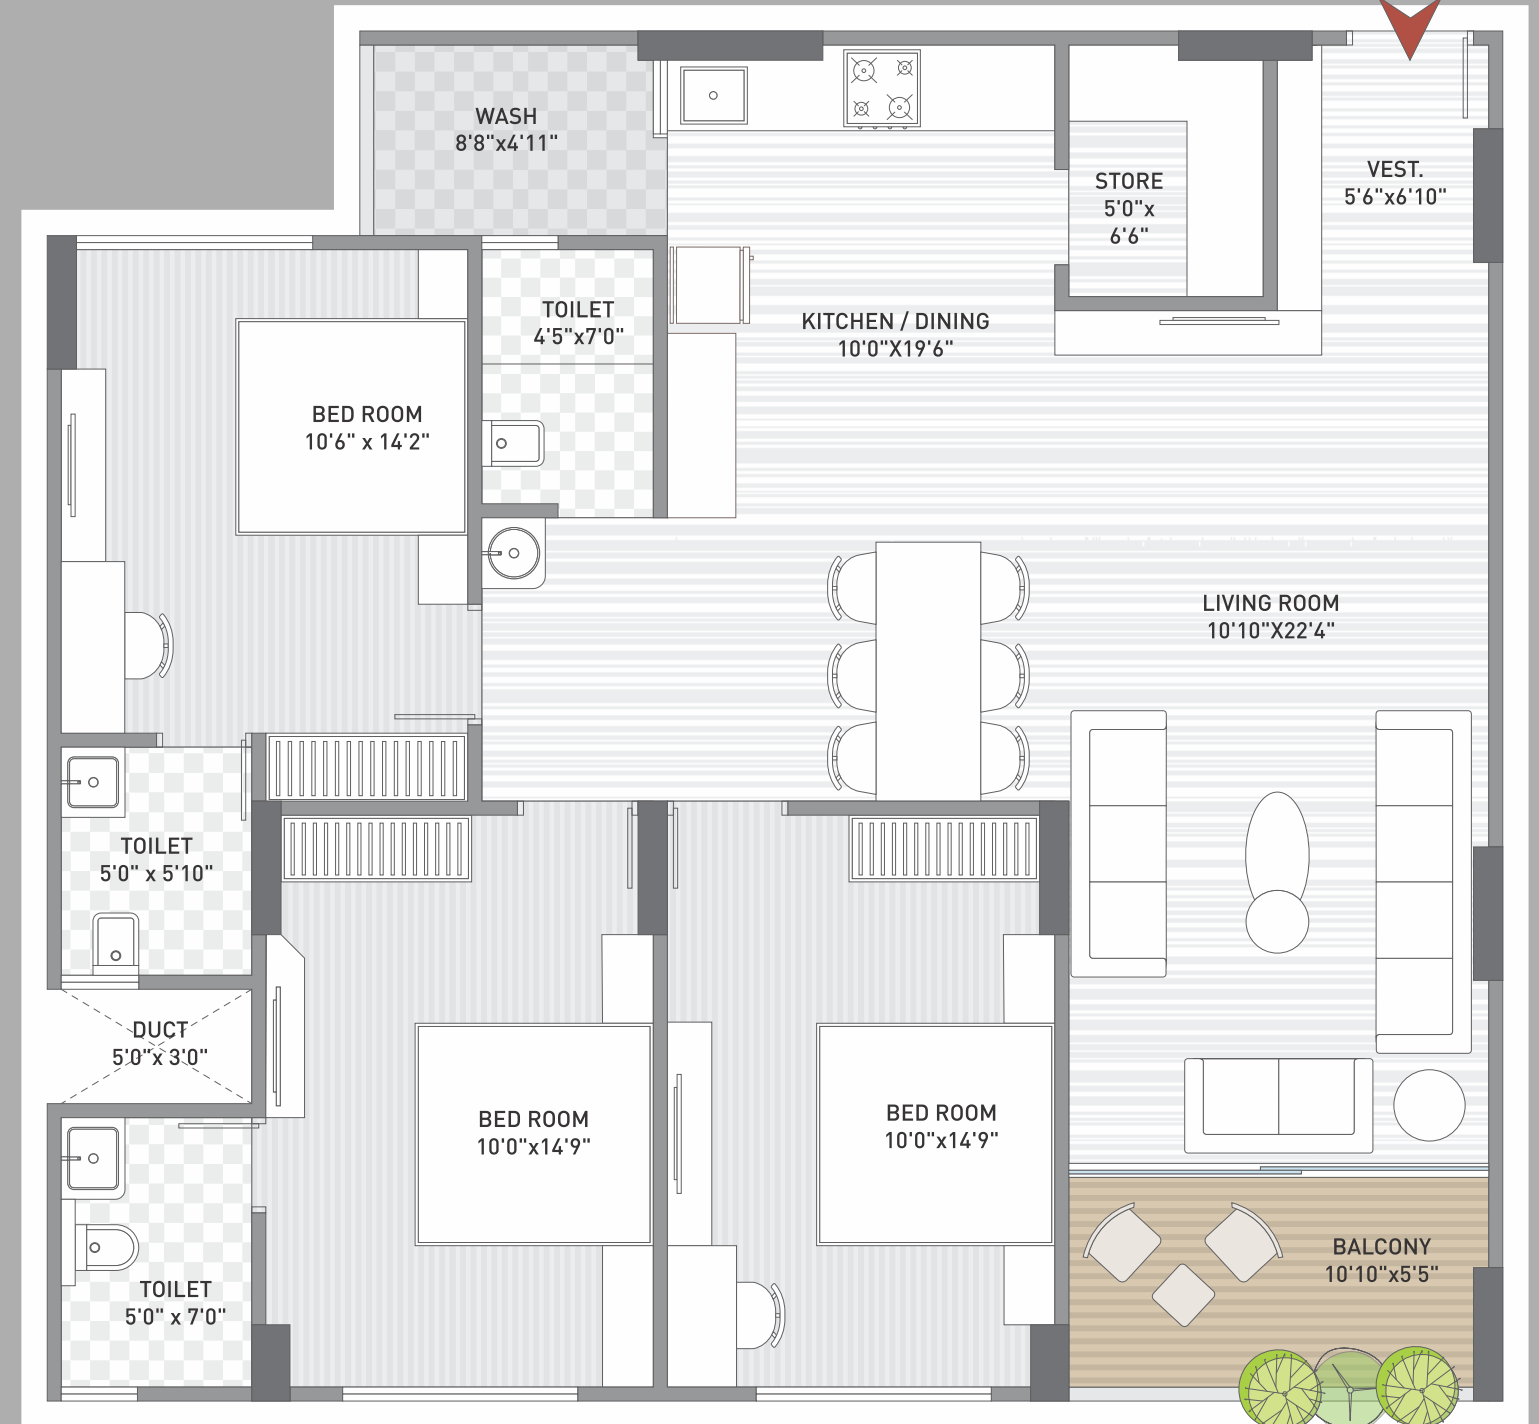 WASH
8'8"x4'11"
VEST.
5'6"x6'10"
STORE
5'0"x
6'6"
TOILET
4'5"x7'0"
KITCHEN / DINING
10'0"X19'6"
BED ROOM
10'6" x 14'2"
LIVING ROOM
10'10"X22'4"
TOILET
5'0" x 5'10"
DUCT
5'0"x 3'0"
BED ROOM
10'0"x14'9"
BED ROOM
10'0"x14'9"
BALCONY
10'10"x5'5"
TOILET
5'0" x 7'0"